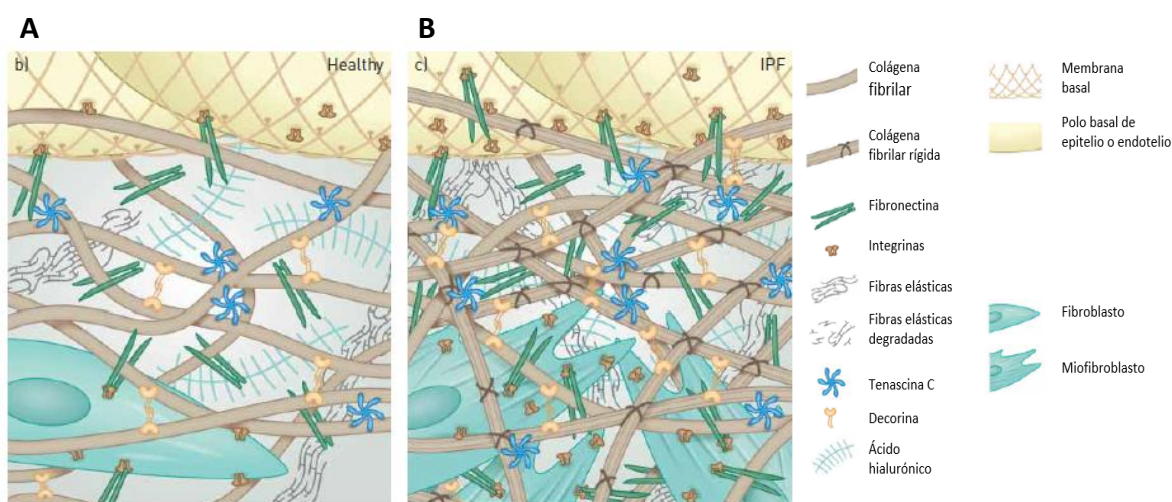 A
B
b)
Healthy
c)
IPF
Colágena
fibrilar
Colágena
fibrilar rígida
Fibronectina
Integrinas
Fibras elásticas
Fibras elásticas
degradadas
Tenascina C
Decorina
Ácido
hialurónico
Membrana
basal
Polo basal de
epitelio o endotelio
Fibroblasto
Miofibroblasto